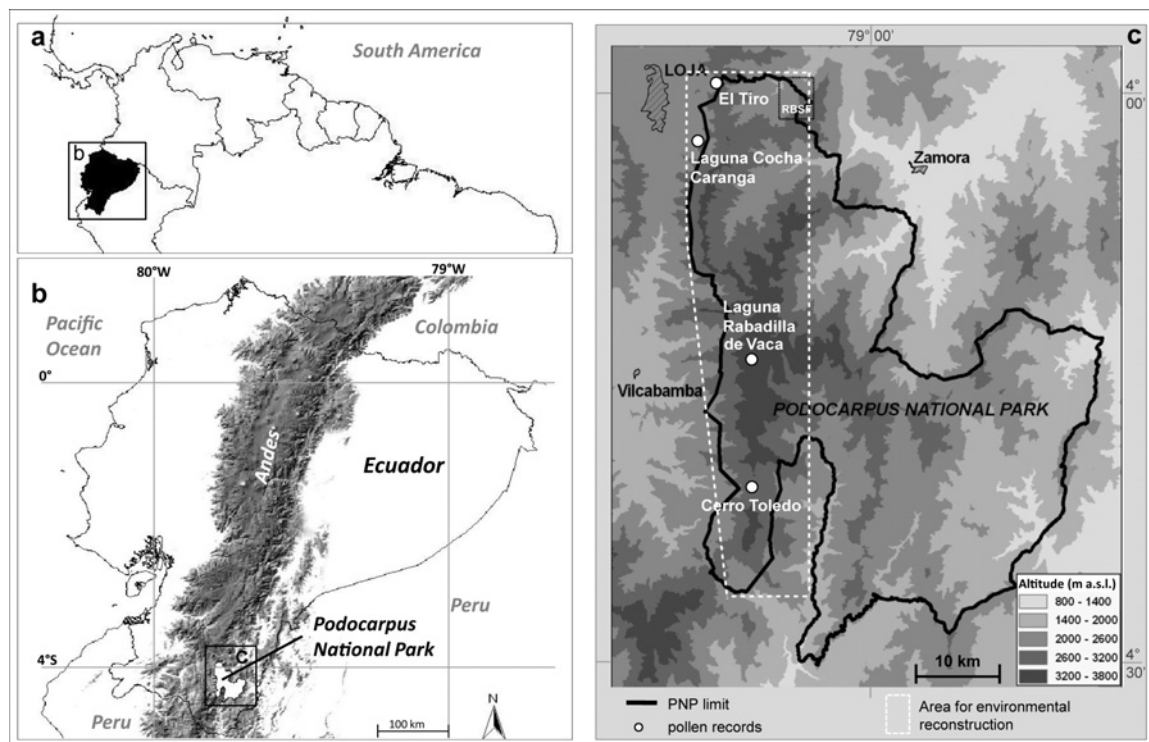 a
South America
b
b
80°W
79°W
Pacific
Ocean
Colombia
0°
Andes
Ecuador
Peru
Podocarpus
National Park
C
4°S
Peru
100 km
N
79° 00'
c
LOJA
4°
00'
El Tiro
RBSF
Laguna Cocha
Caranga
Zamora
Laguna
Rabadilla
de Vaca
Vilcabamba
PODOCARPUS NATIONAL PARK
Cerro Toledo
Altitude (m a.s.l.)
800 - 1400
1400 - 2000
2000 - 2600
2600 - 3200
3200 - 3800
10 km
4°
30'
PNP limit
pollen records
Area for environmental
reconstruction